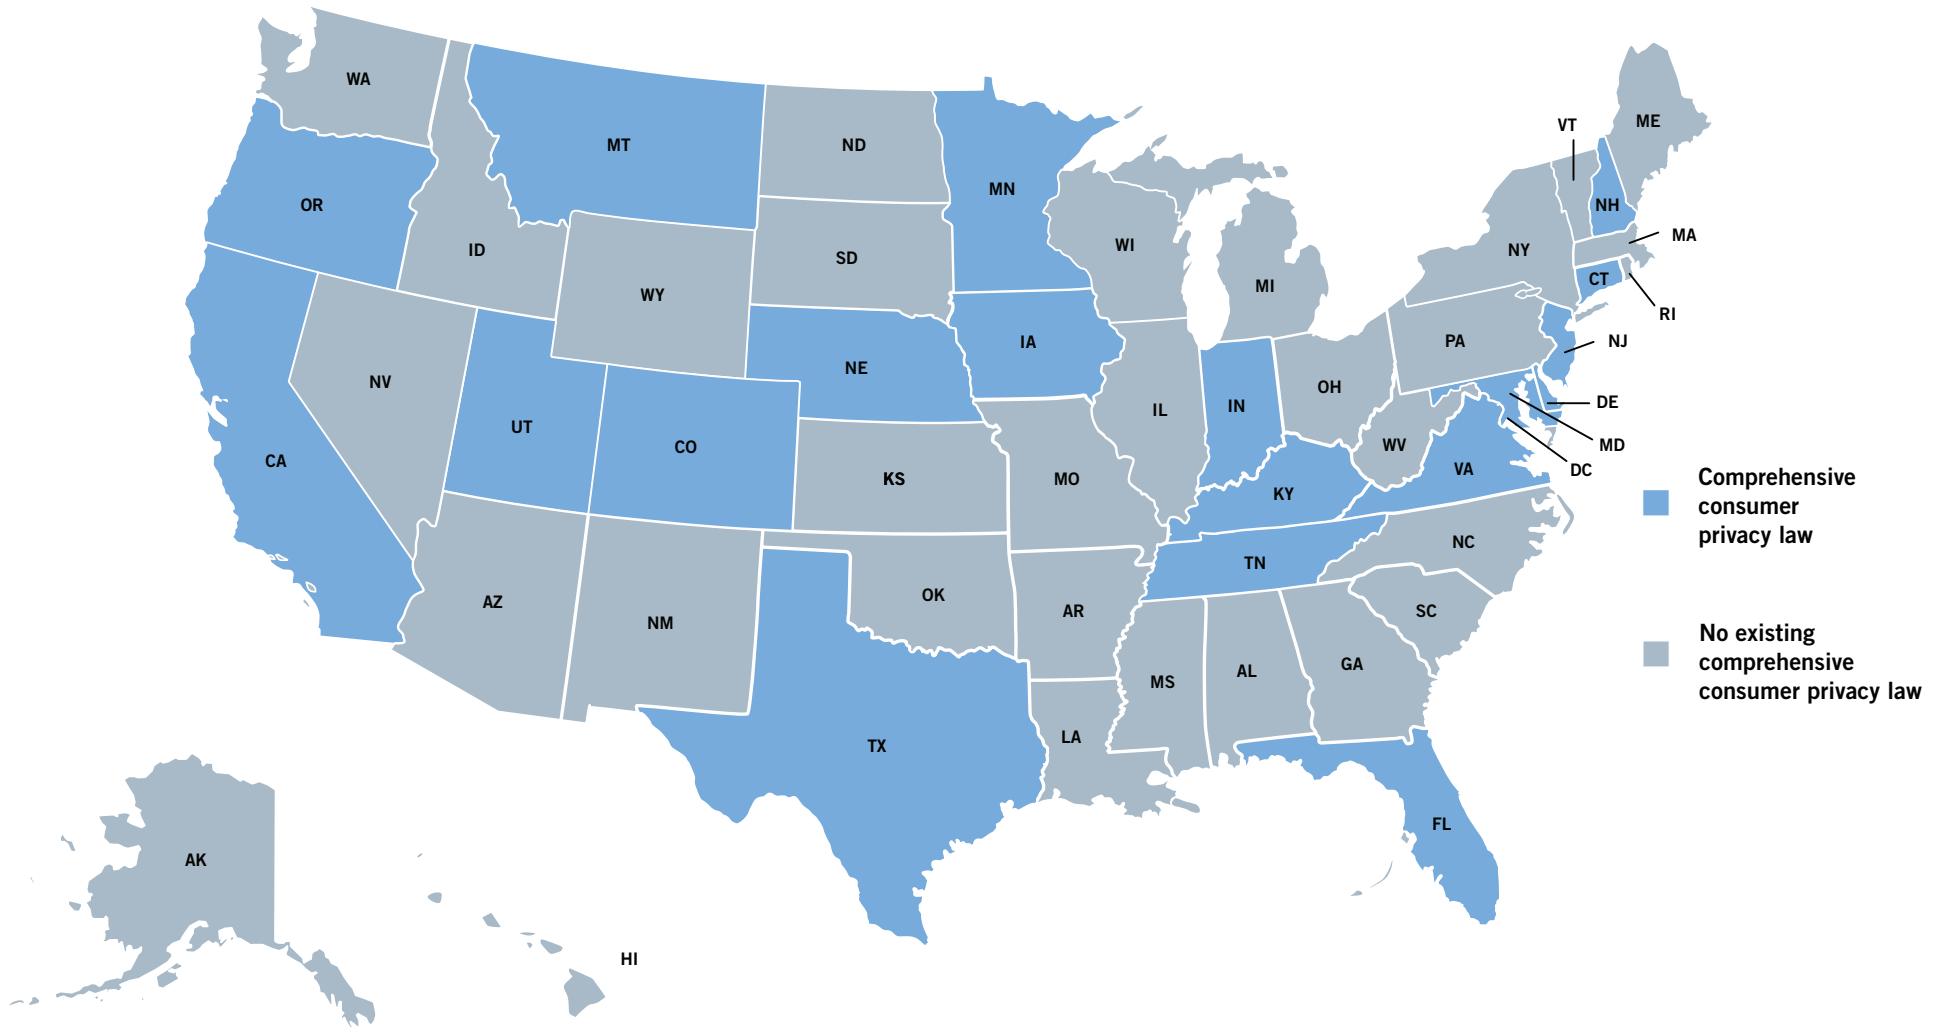 WA
MT
ND
MN
VT
ME
OR
NH
ID
SD
WI
NY
MA
WY
MI
CT
RI
IA
PA
NJ
NV
NE
OH
UT
CO
IL
IN
DE
CA
WV
MD
KS
MO
KY
VA
DC
Comprehensive
consumer
privacy law
AZ
NM
OK
AR
TN
NC
SC
No existing
comprehensive
consumer privacy law
MS
AL
GA
TX
LA
FL
AK
HI